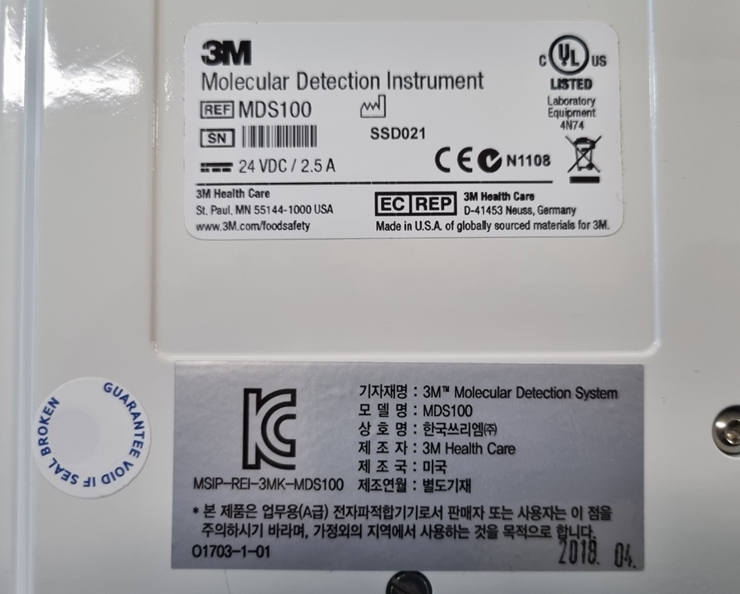 3M
Molecular Detection Instrument
REF MDS100
SSD021
SN
24 VDC / 2.5 A
C UL US
LISTED
Laboratory
Equipment
4N74
CE N1108
3M Health Care
St. Paul, MN 55144-1000 USA
www.3M.com/foodsafety
EC REP
3M Health Care
D-41453 Neuss, Germany
Made in U.S.A. of globally sourced materials for 3M.
GUARANTEE VOID IF SEAL BROKEN
KC
MSIP-REI-3MK-MDS100
기자재명 : 3M™ Molecular Detection System
모 델 명 : MDS100
상 호 명 : 한국쓰리엠㈜
제 조 자 : 3M Health Care
제 조 국 : 미국
제조연월 : 별도기재
* 본 제품은 업무용(A급) 전자파적합기기로서 판매자 또는 사용자는 이 점을
주의하시기 바라며, 가정외의 지역에서 사용하는 것을 목적으로 합니다.
01703-1-01
2018. 04.